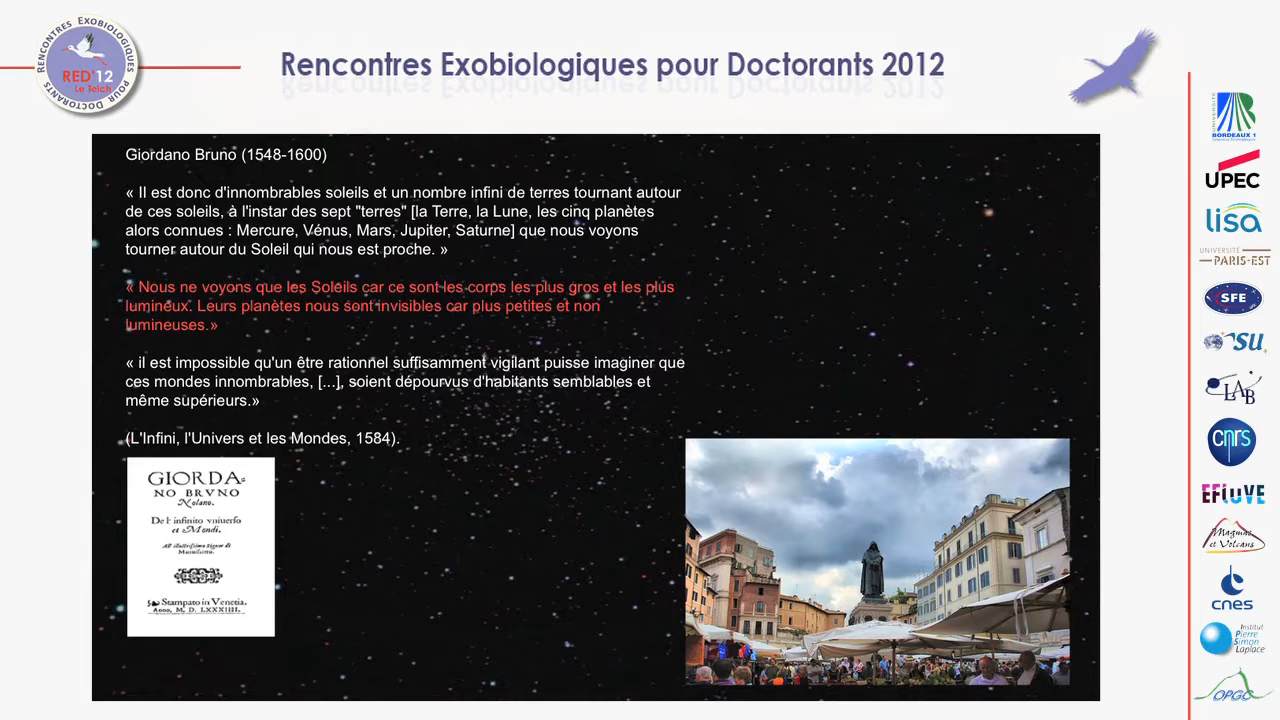 RENCONTRES EXOBIOLOGIQUES POUR DOCTORANTS
RED'12
Le Teich
Rencontres Exobiologiques pour Doctorants 2012
Giordano Bruno (1548-1600)
« Il est donc d'innombrables soleils et un nombre infini de terres tournant autour
de ces soleils, à l'instar des sept "terres" [la Terre, la Lune, les cinq planètes
alors connues : Mercure, Vénus, Mars, Jupiter, Saturne] que nous voyons
tourner autour du Soleil qui nous est proche. »
« Nous ne voyons que les Soleils car ce sont les corps les plus gros et les plus
lumineux. Leurs planètes nous sont invisibles car plus petites et non
lumineuses.»
« il est impossible qu'un être rationnel suffisamment vigilant puisse imaginer que
ces mondes innombrables, [...], soient dépourvus d'habitants semblables et
même supérieurs.»
(L'Infini, l'Univers et les Mondes, 1584).
GIORDA-
NO BRVNO
Nolano.
De l'infinito vniuerso
et Mondi.
All' illustrissimo Signor di
Mauuissiero.
Stampato in Venetia.
Anno, M. D. LXXXIIII.
UNIVERSITÉ
BORDEAUX 1
UPEC
lisa
UNIVERSITÉ
PARIS-EST
SFE
OSU
LAB
cnrs
EFLUVE
Magmas
et Volcans
cnes
Institut
Pierre
Simon
Laplace
OPGC